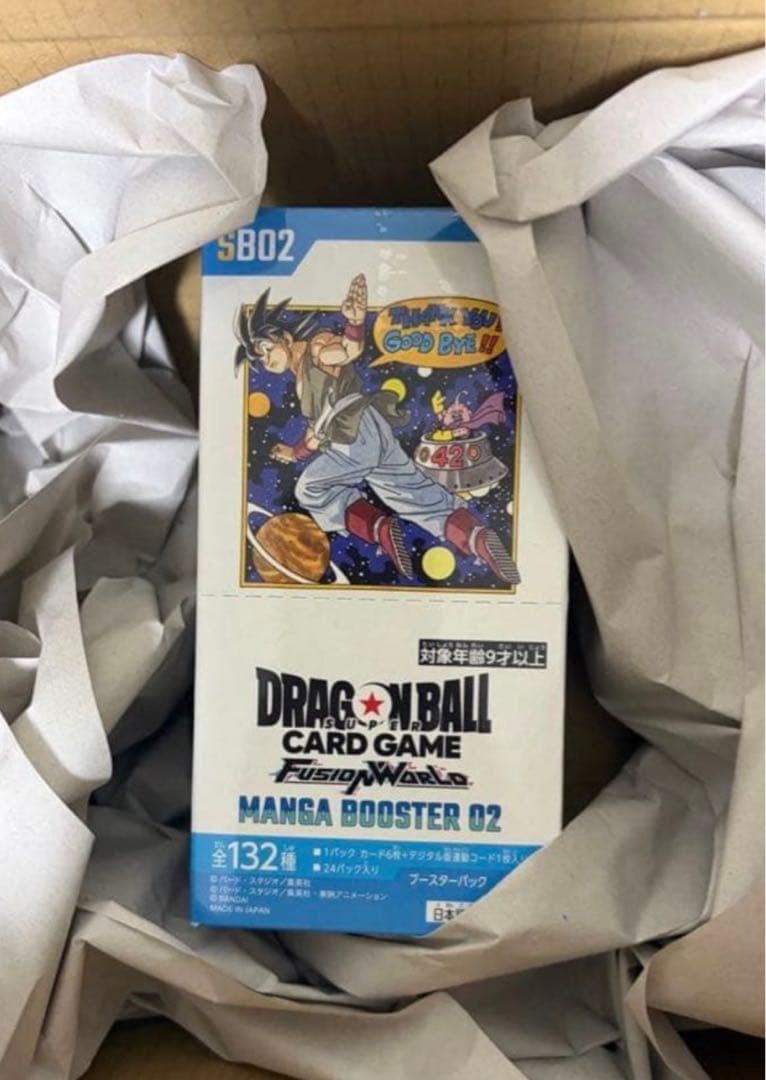 SB02
THANK YOU!
GOOD BYE!!
42
対象年齢9才以上
DRAGON BALL
SUPER
CARD GAME
FUSION WORLD
MANGA BOOSTER 02
全132種
■1パック カード6枚+デジタル版連動コード1枚入り
■24パック入り
ブースターパック
©バード・スタジオ/集英社
©バード・スタジオ/集英社・東映アニメーション
©BANDAI
MADE IN JAPAN
日本